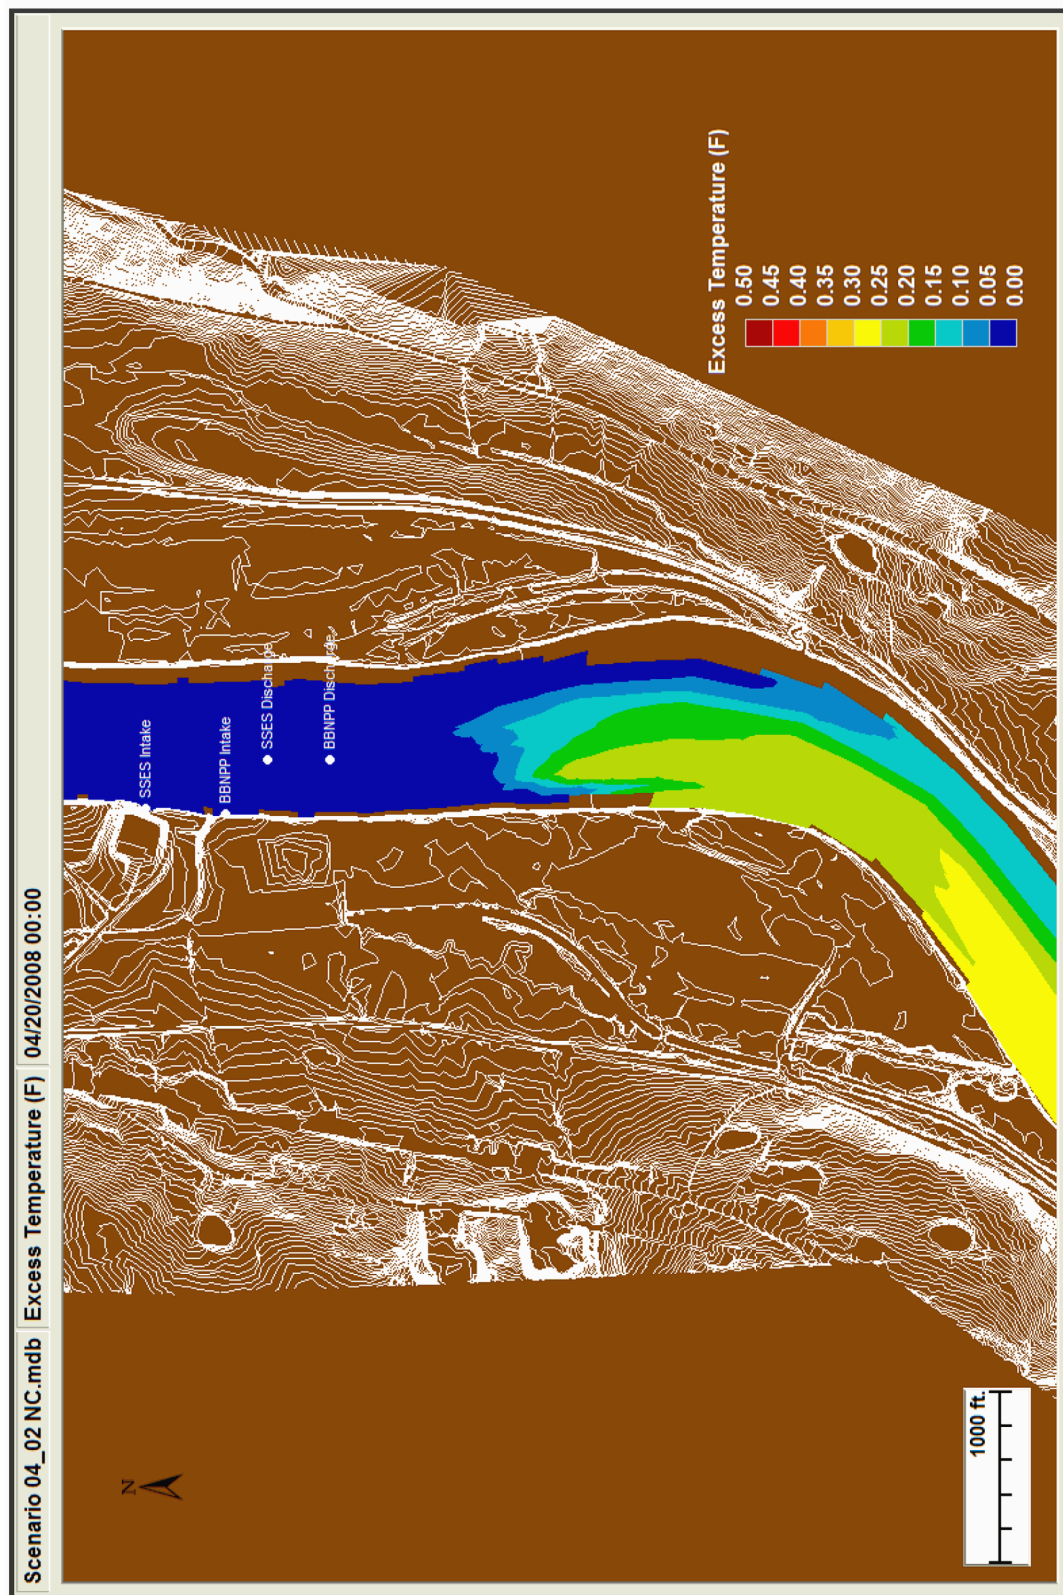 Scenario 04_02 NC.mdb
Excess Temperature (F)
04/20/2008 00:00
N
SSES Intake
BBNPP Intake
SSES Discharge
BBNPP Discharge
Excess Temperature (F)
0.50
0.45
0.40
0.35
0.30
0.25
0.20
0.15
0.10
0.05
0.00
1000 ft.